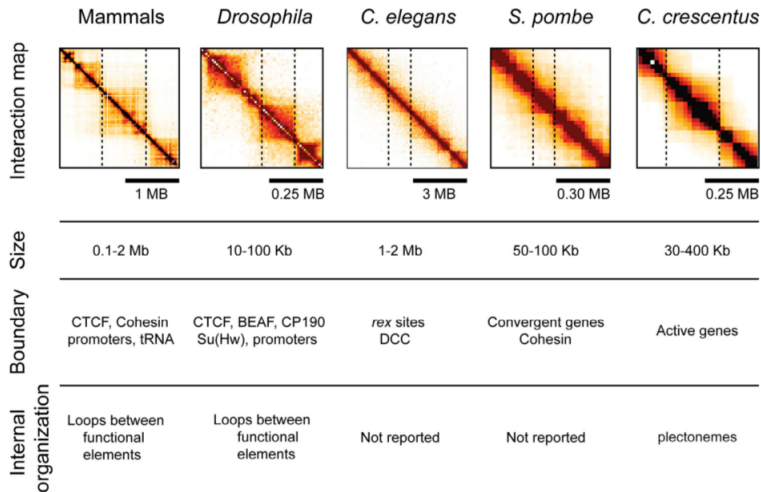 Mammals
Drosophila
C. elegans
S. pombe
C. crescentus
Interaction map
1 MB
0.25 MB
3 MB
0.30 MB
0.25 MB
Size
0.1-2 Mb
10-100 Kb
1-2 Mb
50-100 Kb
30-400 Kb
Boundary
CTCF, Cohesin
promoters, tRNA
CTCF, BEAF, CP190
Su(Hw), promoters
rex sites
DCC
Convergent genes
Cohesin
Active genes
Internal
organization
Loops between
functional
elements
Loops between
functional
elements
Not reported
Not reported
plectonemes